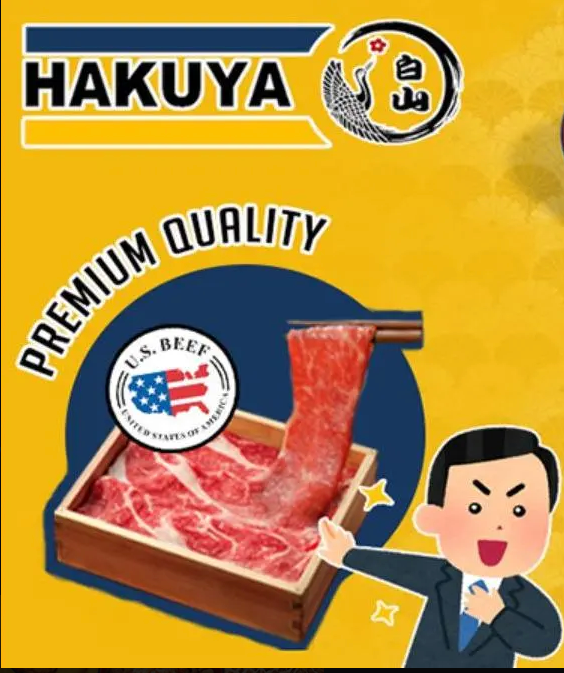 HAKUYA
白山
PREMIUM QUALITY
U.S. BEEF
UNITED STATES OF AMERICA